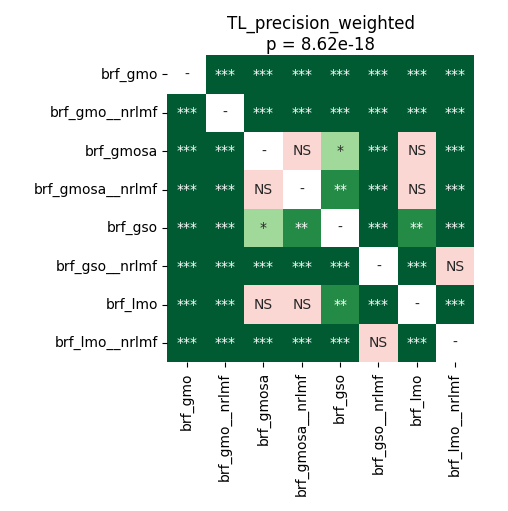 TL_precision_weighted
p = 8.62e-18
brf_gmo - *** *** *** *** *** *** ***
brf_gmo__nrlmf *** - *** *** *** *** *** ***
brf_gmosa *** *** - NS * *** NS ***
brf_gmosa__nrlmf *** *** NS - ** *** NS ***
brf_gso *** *** * ** - *** ** ***
brf_gso__nrlmf *** *** *** *** *** - *** NS
brf_lmo *** *** NS NS ** *** - ***
brf_lmo__nrlmf *** *** *** *** *** NS *** -
brf_gmo
brf_gmo__nrlmf
brf_gmosa
brf_gmosa__nrlmf
brf_gso
brf_gso__nrlmf
brf_lmo
brf_lmo__nrlmf